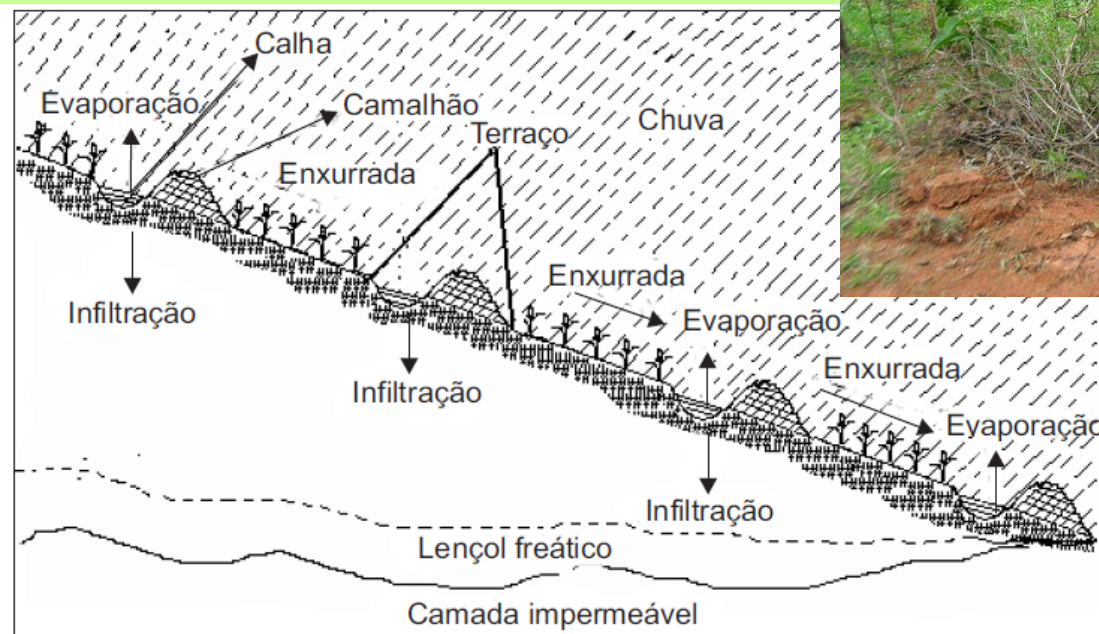 Calha
Evaporação
Camalhão
Terraço
Chuva
Enxurrada
Enxurrada
Infiltração
Evaporação
Infiltração
Enxurrada
Evaporação
Infiltração
Lençol freático
Camada impermeável